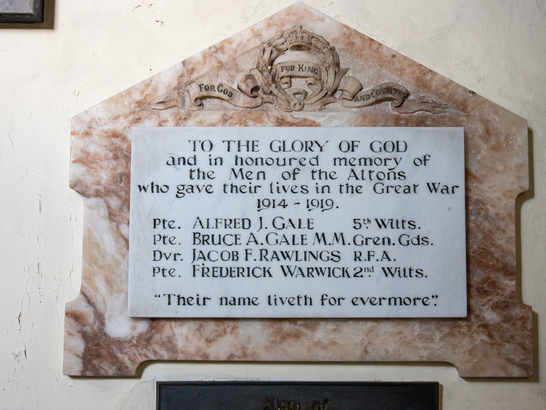 FOR GOD FOR KING AND COUNTRY
TO THE GLORY OF GOD
and in honoured memory of
the Men of the Altons
who gave their lives in the Great War
1914 - 1919.
Pte. ALFRED J. GALE 5th Wilts.
Pte. BRUCE A. GALE M.M. Gren. Gds.
Dvr. JACOB F. RAWLINGS R.F.A.
Pte. FREDERICK WARWICK 2nd Wilts.
"Their name liveth for evermore".